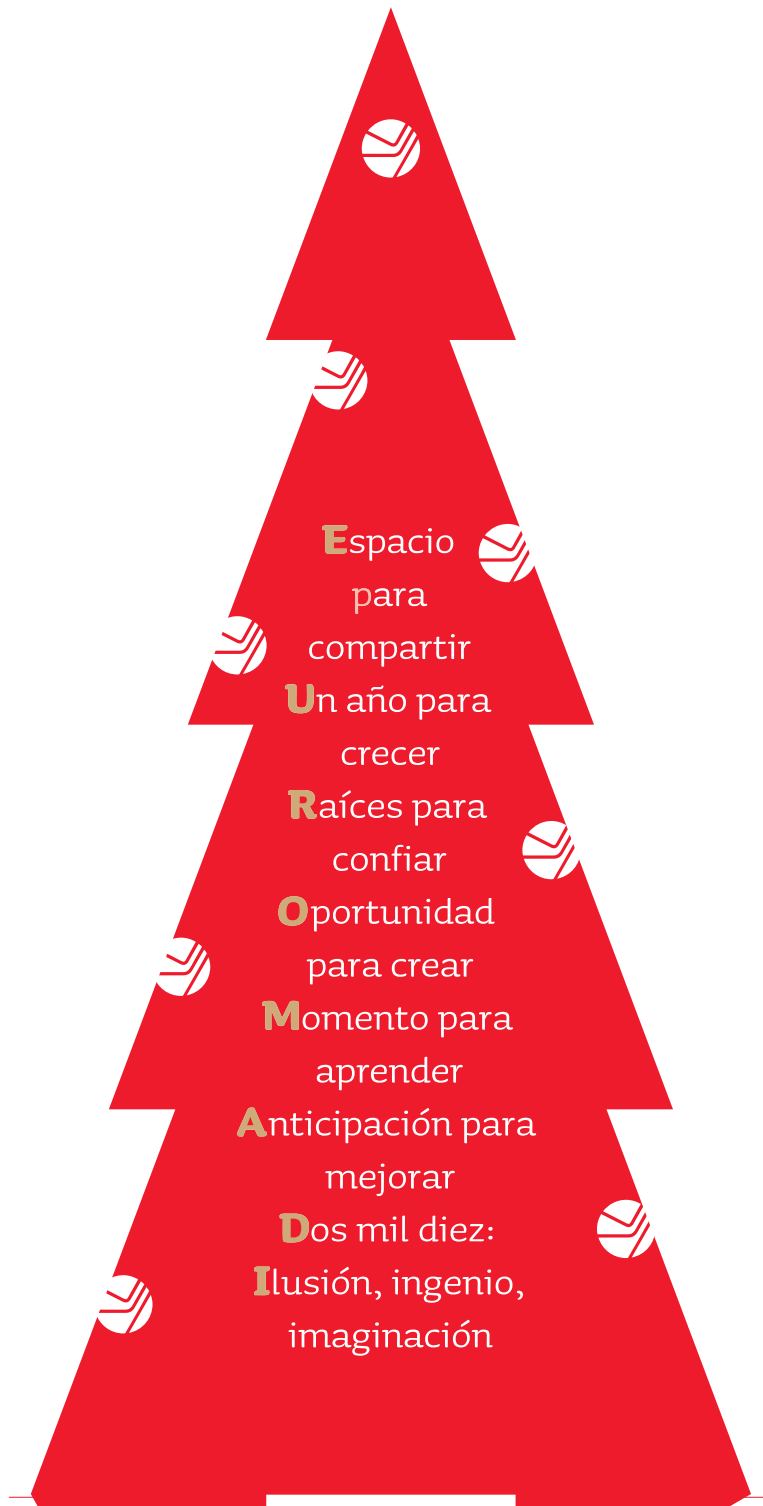 Espacio
para
compartir
Un año para
crecer
Raíces para
confiar
Oportunidad
para crear
Momento para
aprender
Anticipación para
mejorar
Dos mil diez:
Ilusión, ingenio,
imaginación